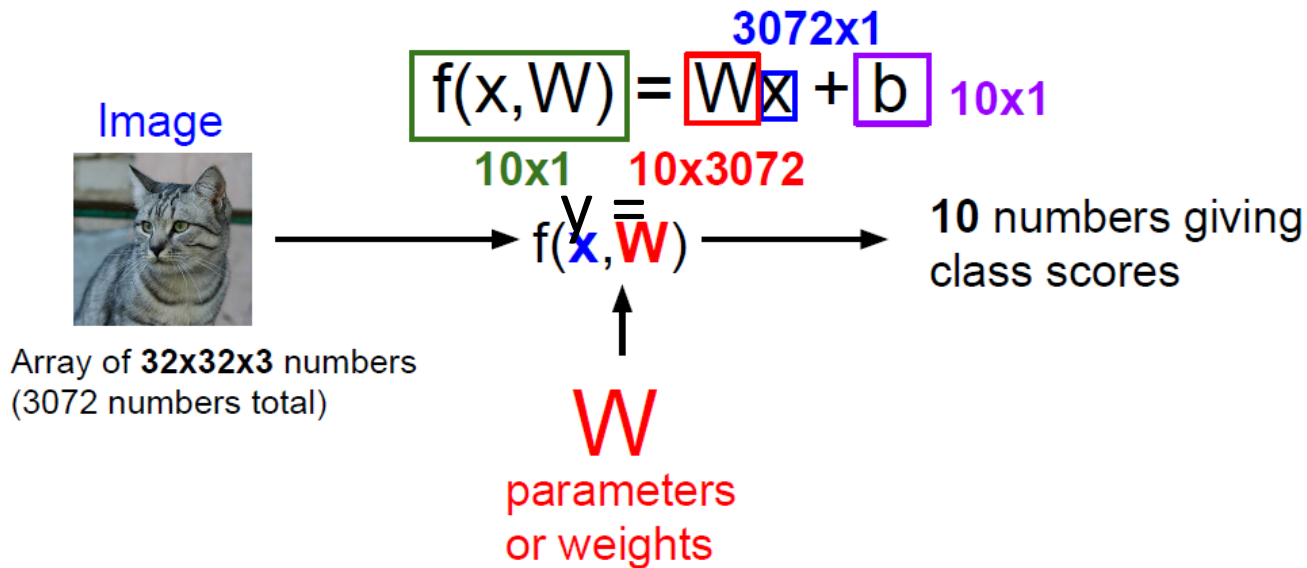 3072x1
f(x,W) = Wx + b 10x1
Image
10x1 10x3072
y =
f(x,W)
10 numbers giving
class scores
Array of 32x32x3 numbers
(3072 numbers total)
W
parameters
or weights